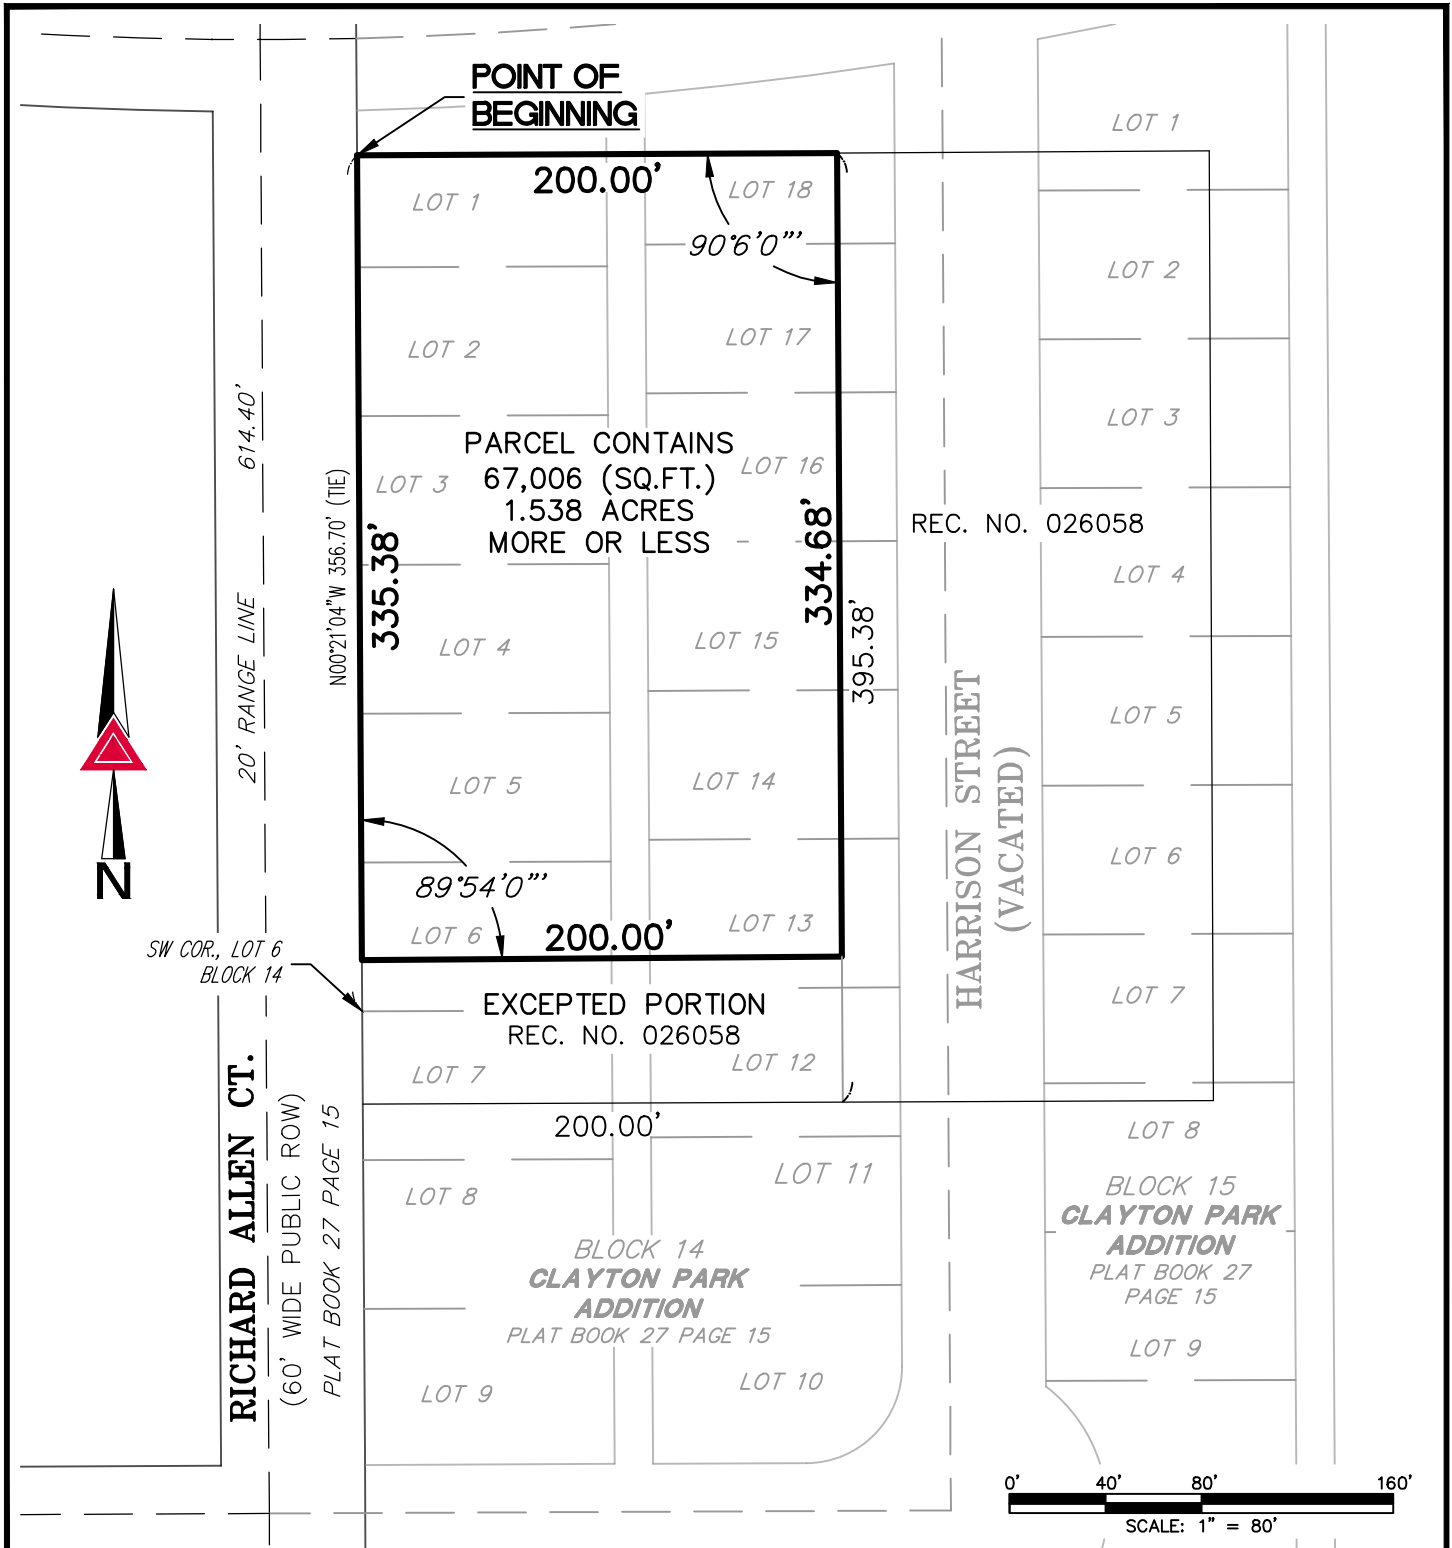 POINT OF
BEGINNING
LOT 1
200.00'
LOT 1
LOT 18
90°6'0"'
LOT 2
LOT 2
LOT 17
614.40'
LOT 3
PARCEL CONTAINS
67,006 (SQ.FT.)
1.538 ACRES
MORE OR LESS
LOT 3
LOT 16
N00°21'04"W 356.70' (TIE)
335.38'
334.68'
395.38'
REC. NO. 026058
LOT 4
20' RANGE LINE
LOT 4
LOT 15
HARRISON STREET
(VACATED)
LOT 5
LOT 5
LOT 14
LOT 6
89°54'0"'
N
LOT 6
200.00'
LOT 13
SW COR., LOT 6
BLOCK 14
LOT 7
EXCEPTED PORTION
REC. NO. 026058
LOT 7
LOT 12
200.00'
RICHARD ALLEN CT.
(60' WIDE PUBLIC ROW)
PLAT BOOK 27 PAGE 15
LOT 8
LOT 8
LOT 11
BLOCK 15
CLAYTON PARK
ADDITION
PLAT BOOK 27
PAGE 15
BLOCK 14
CLAYTON PARK
ADDITION
PLAT BOOK 27 PAGE 15
LOT 9
LOT 9
LOT 10
0' 40' 80' 160'
SCALE: 1" = 80'